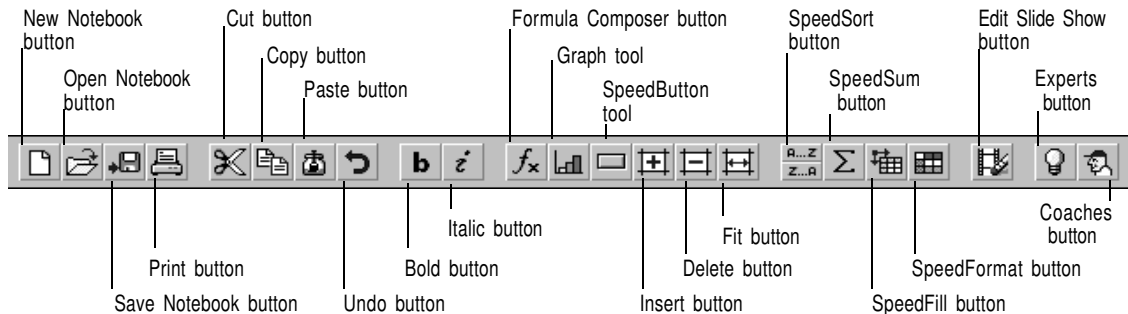 New Notebook
button
Cut button
Formula Composer button
SpeedSort
button
Edit Slide Show
button
Open Notebook
button
Copy button
Graph tool
SpeedSum
button
Experts
button
Paste button
SpeedButton
tool
b i fx A...Z
Z...A Σ
Italic button
Fit button
Coaches
button
Print button
Bold button
Delete button
SpeedFormat button
Save Notebook button
Undo button
Insert button
SpeedFill button